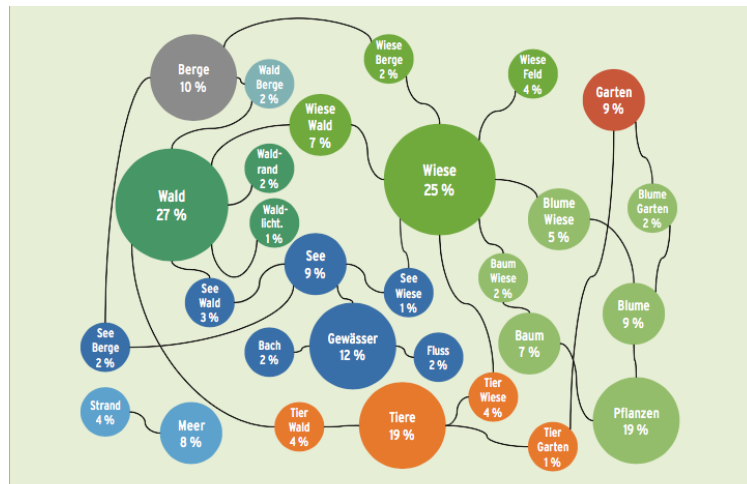 Berge
10 %
Wald
Berge
2 %
Wiese
Berge
2 %
Wiese
Feld
4 %
Garten
9 %
Wiese
Wald
7 %
Wald
27 %
Wald-
rand
2 %
Wald-
licht.
1 %
Wiese
25 %
Blume
Wiese
5 %
Blume
Garten
2 %
See
9 %
See
Wald
3 %
See
Wiese
1 %
Baum
Wiese
2 %
Blume
9 %
See
Berge
2 %
Bach
2 %
Gewässer
12 %
Fluss
2 %
Baum
7 %
Strand
4 %
Meer
8 %
Tier
Wald
4 %
Tiere
19 %
Tier
Wiese
4 %
Tier
Garten
1 %
Pflanzen
19 %